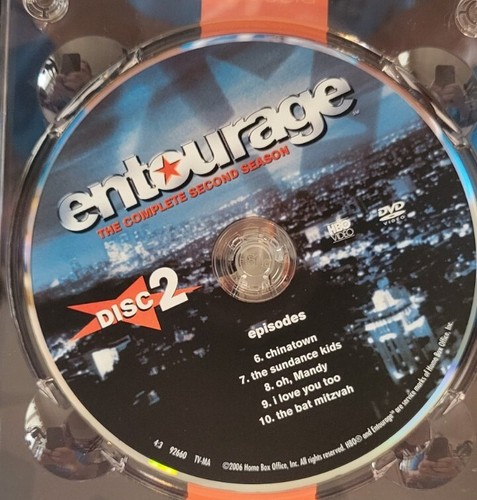 entourage
THE COMPLETE SECOND SEASON
HBO
VIDEO
DVD
VIDEO
DISC 2
episodes
6. chinatown
7. the sundance kids
8. oh, Mandy
9. i love you too
10. the bat mitzvah
4:3 92660 TV-MA ©2006 Home Box Office, Inc. All rights reserved. HBO® and Entourage® are service marks of Home Box Office, Inc.